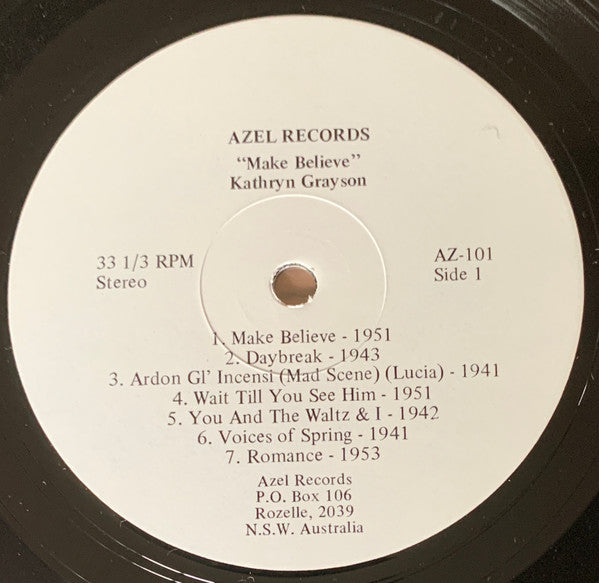 AZEL RECORDS
“Make Believe”
Kathryn Grayson
33 1/3 RPM
Stereo
AZ-101
Side 1
1. Make Believe - 1951
2. Daybreak - 1943
3. Ardon Gl' Incensi (Mad Scene) (Lucia) - 1941
4. Wait Till You See Him - 1951
5. You And The Waltz & I - 1942
6. Voices of Spring - 1941
7. Romance - 1953
Azel Records
P.O. Box 106
Rozelle, 2039
N.S.W. Australia